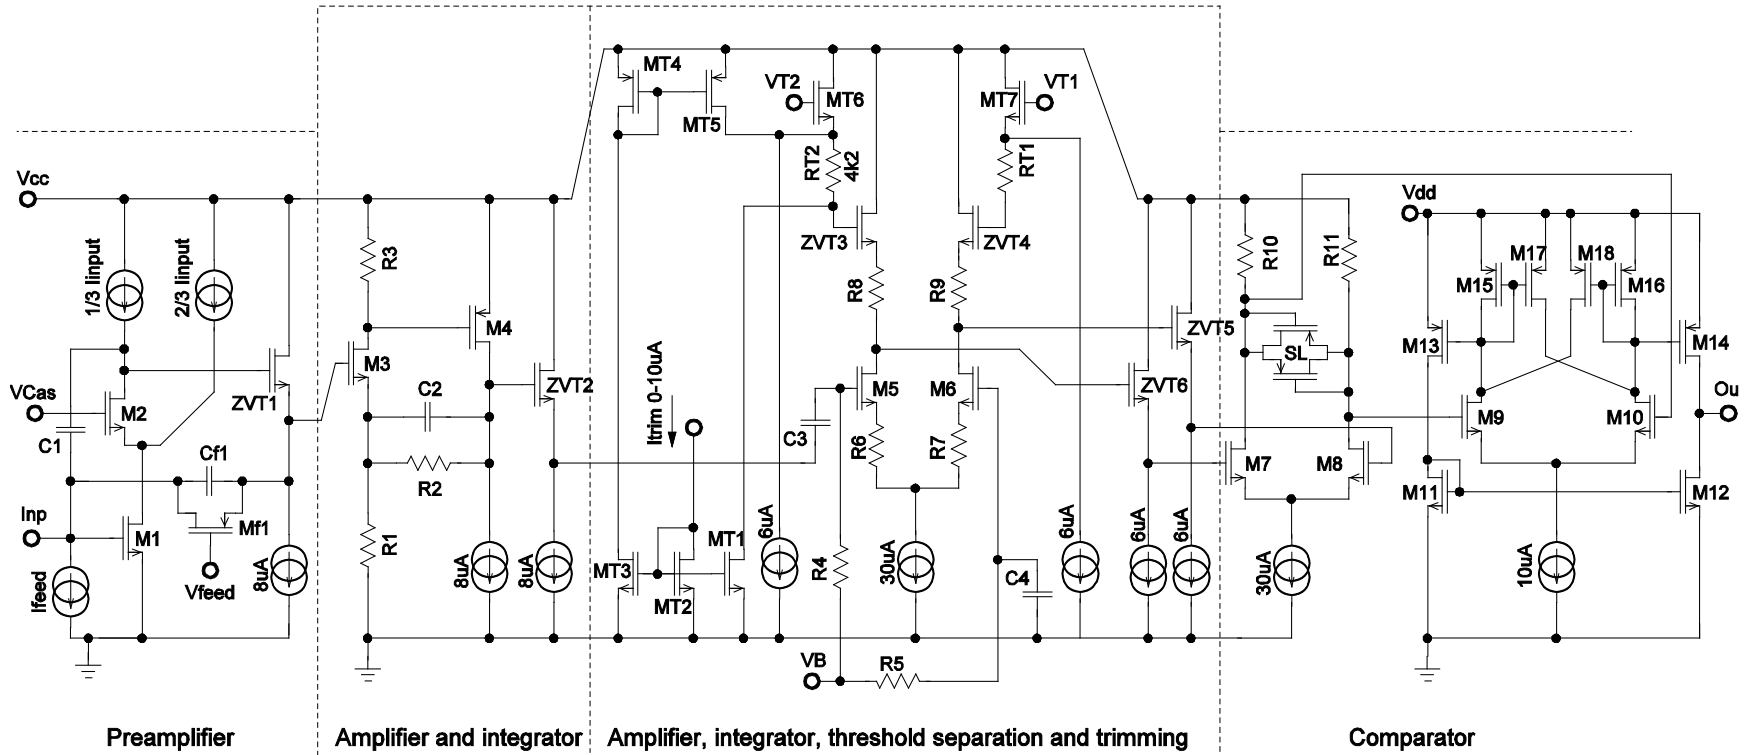 Vcc
1/3 Iinput
2/3 Iinput
VCas
M2
C1
ZVT1
Cf1
Inp
M1
Mf1
Vfeed
Ifeed
8uA
Preamplifier
R3
M3
M4
C2
ZVT2
R2
R1
8uA
8uA
Amplifier and integrator
MT4
MT5
VT2
MT6
RT2
4k2
ZVT3
R8
Itrim 0-10uA
C3
M5
R6
MT3
MT2
MT1
6uA
R4
30uA
VB
R5
MT7
VT1
RT1
ZVT4
R9
M6
R7
C4
6uA
ZVT5
ZVT6
6uA
6uA
Amplifier, integrator, threshold separation and trimming
R10
R11
SL
M7
M8
30uA
Vdd
M17
M18
M15
M16
M13
M14
M9
M10
Ou
M11
M12
10uA
Comparator